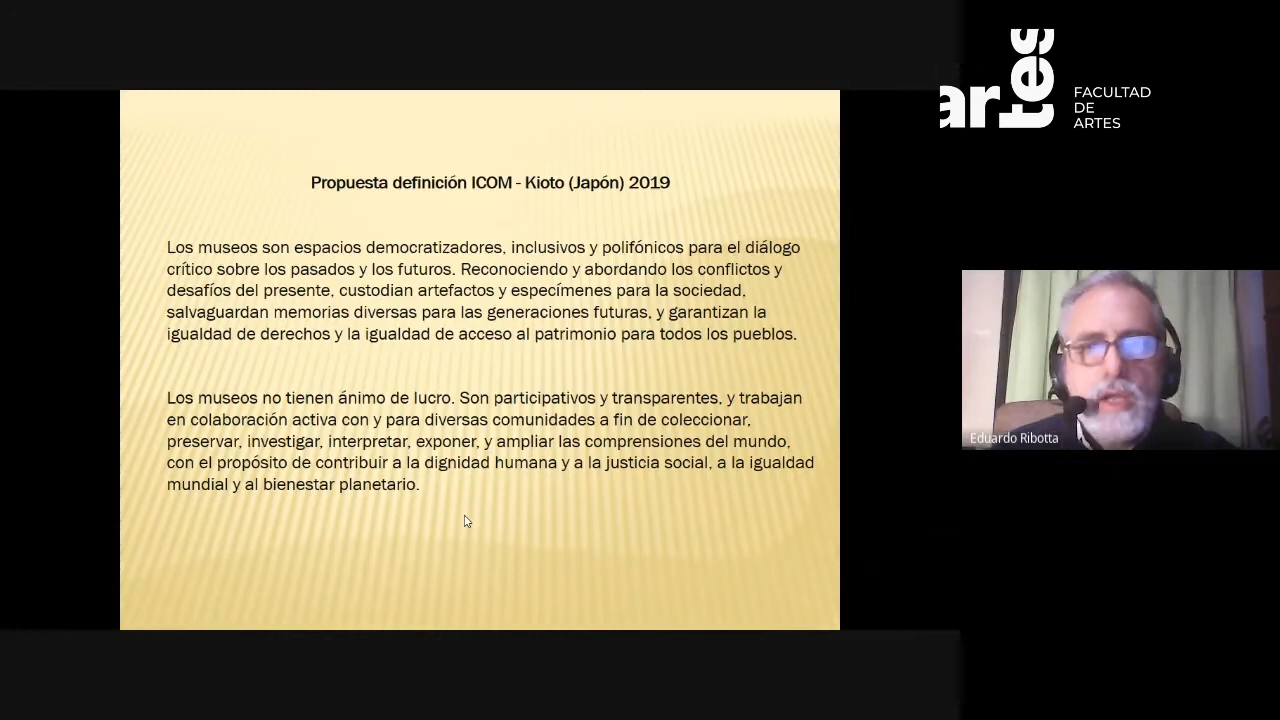 artes
FACULTAD
DE
ARTES
Propuesta definición ICOM - Kioto (Japón) 2019
Los museos son espacios democratizadores, inclusivos y polifónicos para el diálogo
crítico sobre los pasados y los futuros. Reconociendo y abordando los conflictos y
desafíos del presente, custodian artefactos y especímenes para la sociedad,
salvaguardan memorias diversas para las generaciones futuras, y garantizan la
igualdad de derechos y la igualdad de acceso al patrimonio para todos los pueblos.
Los museos no tienen ánimo de lucro. Son participativos y transparentes, y trabajan
en colaboración activa con y para diversas comunidades a fin de coleccionar,
preservar, investigar, interpretar, exponer, y ampliar las comprensiones del mundo,
con el propósito de contribuir a la dignidad humana y a la justicia social, a la igualdad
mundial y al bienestar planetario.
Eduardo Ribotta